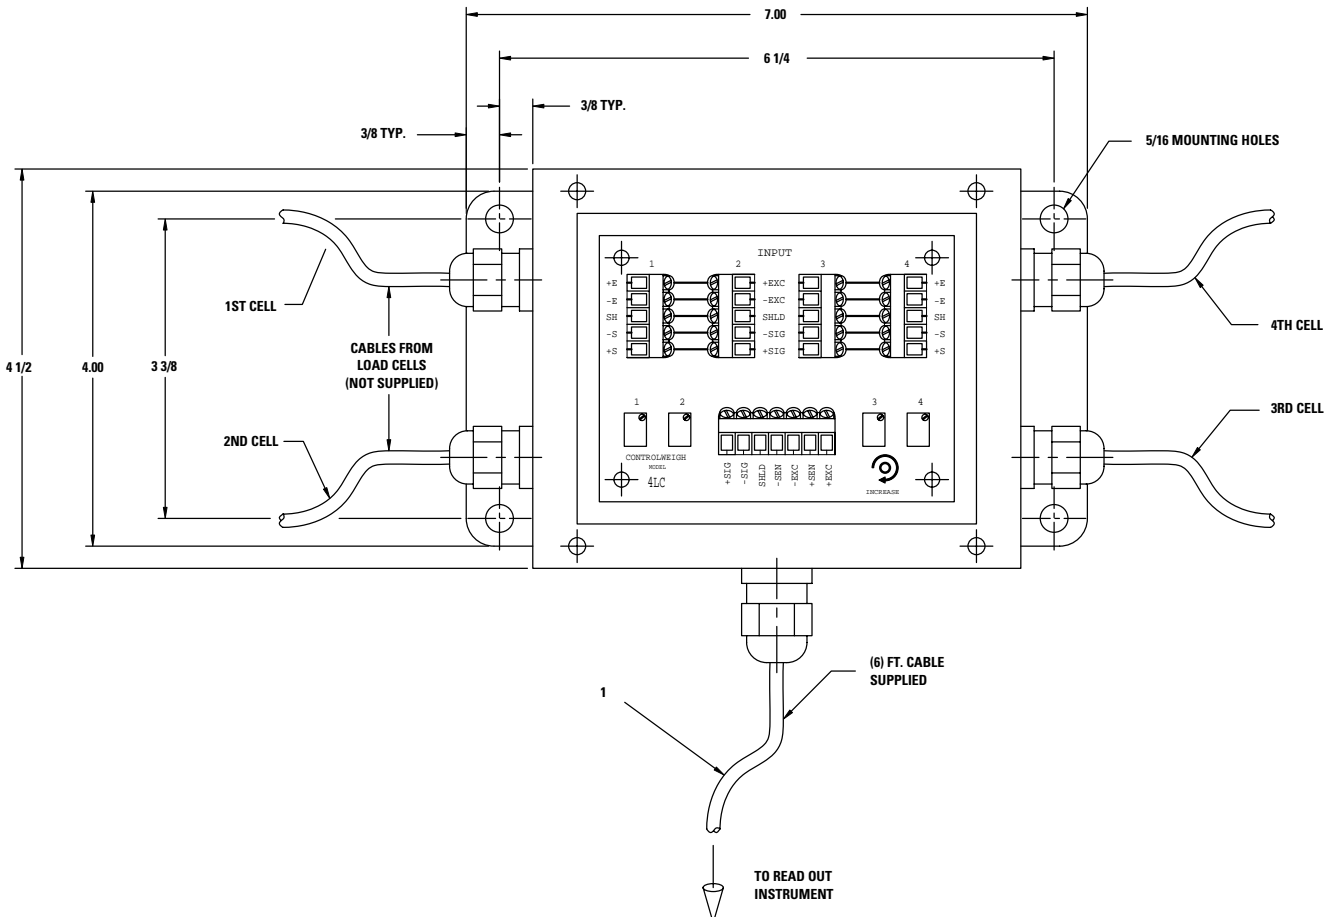 7.00
6 1/4
3/8 TYP.
3/8 TYP.
5/16 MOUNTING HOLES
INPUT
1 2 3 4
+E +EXC +E
-E -EXC -E
SH SHLD SH
-S -SIG -S
+S +SIG +S
1ST CELL
4TH CELL
CABLES FROM
LOAD CELLS
(NOT SUPPLIED)
4 1/2
4.00
3 3/8
1 2 3 4
2ND CELL
3RD CELL
CONTROLWEIGH
MODEL
4LC
+SIG
-SIG
SHLD
-SEN
-EXC
+SEN
+EXC
INCREASE
(6) FT. CABLE
SUPPLIED
1
TO READ OUT
INSTRUMENT